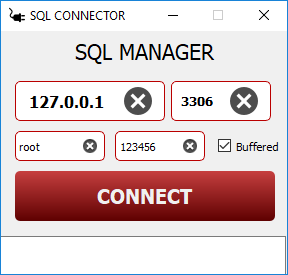 SQL CONNECTOR
SQL MANAGER
127.0.0.1 3306
root 123456 Buffered
CONNECT